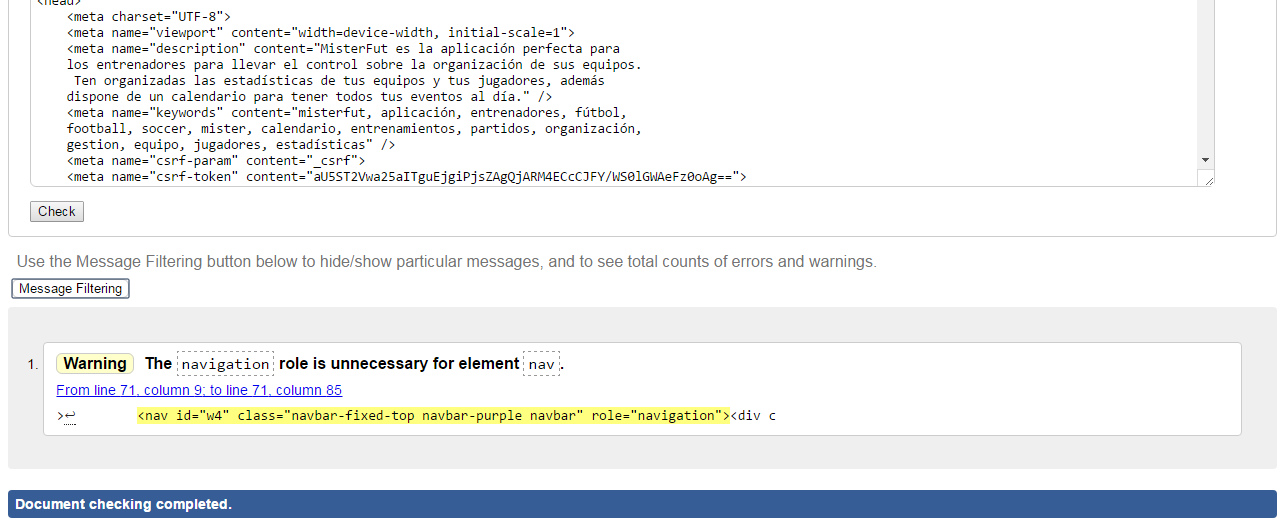 <head>
<meta charset="UTF-8">
<meta name="viewport" content="width=device-width, initial-scale=1">
<meta name="description" content="MisterFut es la aplicación perfecta para
los entrenadores para llevar el control sobre la organización de sus equipos.
Ten organizadas las estadísticas de tus equipos y tus jugadores, además
dispone de un calendario para tener todos tus eventos al día." />
<meta name="keywords" content="misterfut, aplicación, entrenadores, fútbol,
football, soccer, mister, calendario, entrenamientos, partidos, organización,
gestion, equipo, jugadores, estadísticas" />
<meta name="csrf-param" content="_csrf">
<meta name="csrf-token" content="aU5ST2Vwa25aITguEjgiPjsZAgQjARM4ECcCJFY/WS0lGWAeFz0oAg==">
Check
Use the Message Filtering button below to hide/show particular messages, and to see total counts of errors and warnings.
Message Filtering
1. Warning The navigation role is unnecessary for element nav.
From line 71, column 9; to line 71, column 85
>↩ <nav id="w4" class="navbar-fixed-top navbar-purple navbar" role="navigation"><div c
Document checking completed.